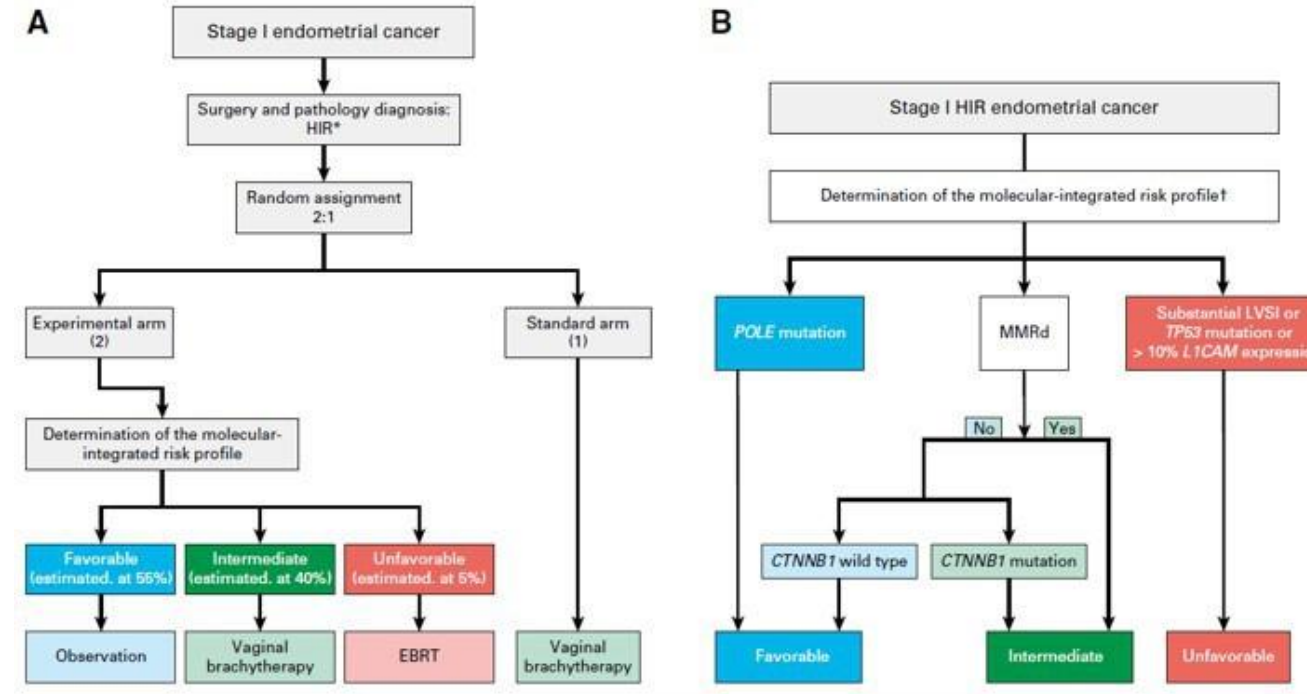 A
Stage I endometrial cancer
Surgery and pathology diagnosis:
HIR*
Random assignment
2:1
Experimental arm
(2)
Standard arm
(1)
Determination of the molecular-
integrated risk profile
Favorable
(estimated. at 55%)
Intermediate
(estimated. at 40%)
Unfavorable
(estimated. at 5%)
Observation
Vaginal
brachytherapy
EBRT
Vaginal
brachytherapy
B
Stage I HIR endometrial cancer
Determination of the molecular-integrated risk profile†
POLE mutation
MMRd
Substantial LVSI or
TP53 mutation or
> 10% L1CAM
No
Yes
CTNNB1 wild type
CTNNB1 mutation
Favorable
Intermediate
Unfavorable